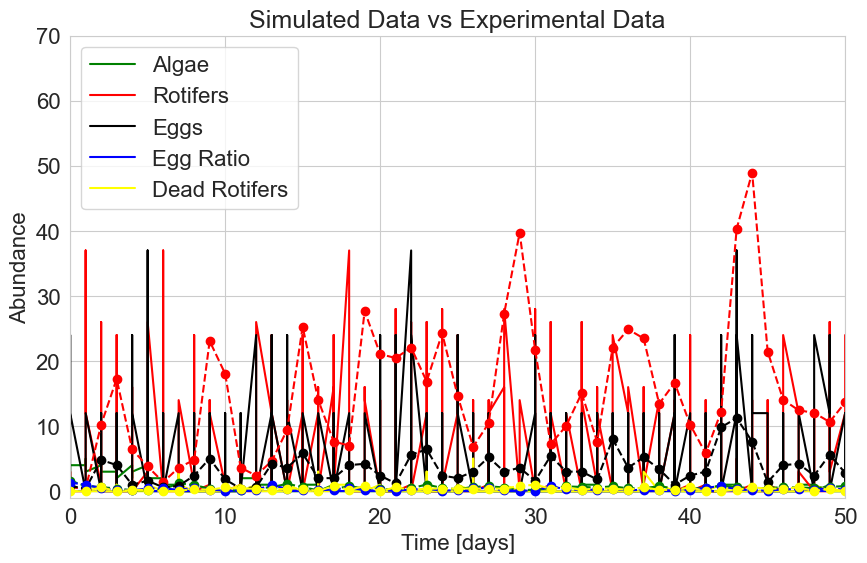 Simulated Data vs Experimental Data
70
60
50
40
30
20
10
0
Abundance
Algae
Rotifers
Eggs
Egg Ratio
Dead Rotifers
0 10 20 30 40 50
Time [days]